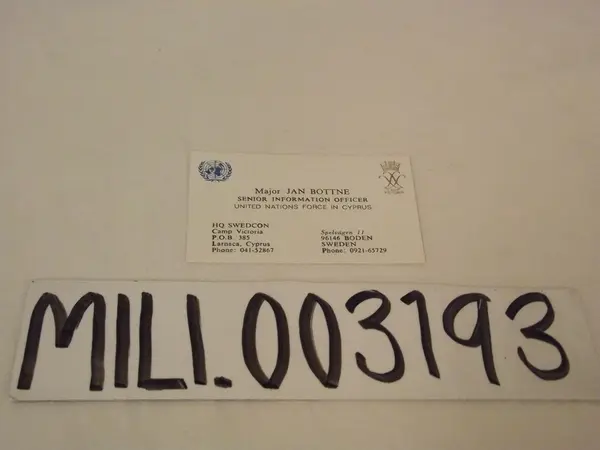 Major JAN BOTTNE
SENIOR INFORMATION OFFICER
UNITED NATIONS FORCE IN CYPRUS
HQ SWEDCON
Camp Victoria
P.O.B. 385
Larnaca, Cyprus
Phone: 041-52867
Spelvägen 11
96146 BODEN
SWEDEN
Phone: 0921-65729
MILI.003193